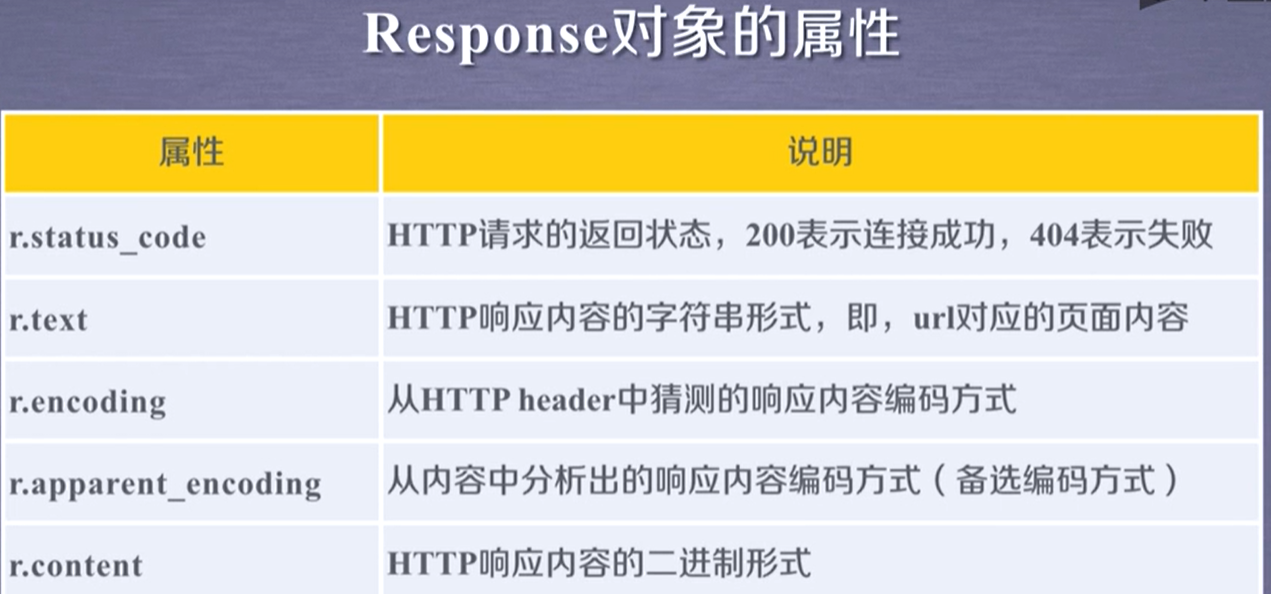 Response对象的属性
属性 说明
r.status_code HTTP请求的返回状态，200表示连接成功，404表示失败
r.text HTTP响应内容的字符串形式，即，url对应的页面内容
r.encoding 从HTTP header中猜测的响应内容编码方式
r.apparent_encoding 从内容中分析出的响应内容编码方式（备选编码方式）
r.content HTTP响应内容的二进制形式